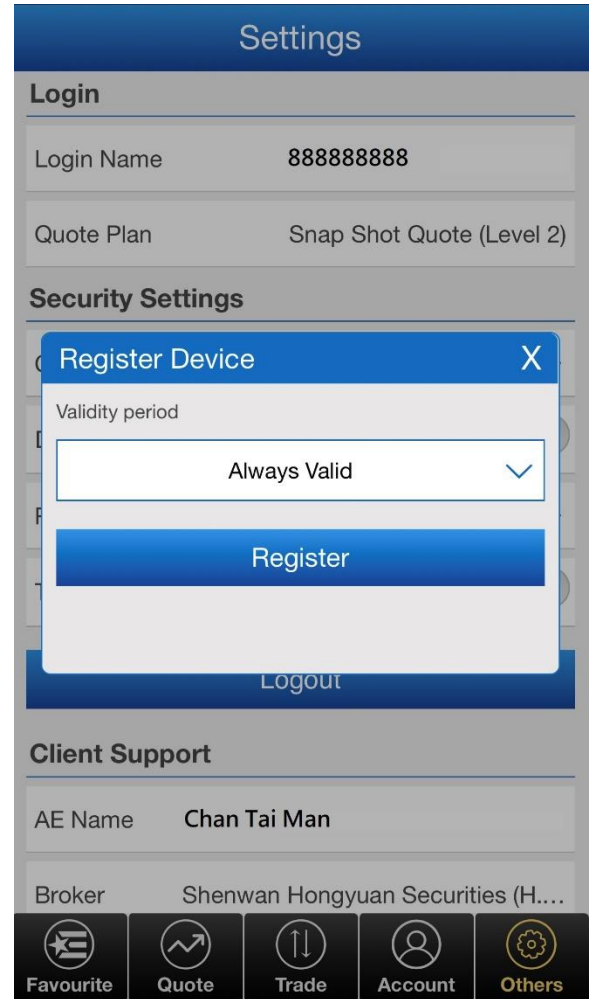 Settings
Login
Login Name 888888888
Quote Plan Snap Shot Quote (Level 2)
Security Settings
Register Device X
Validity period
Always Valid
Register
Logout
Client Support
AE Name Chan Tai Man
Broker Shenwan Hongyuan Securities (H....
Favourite Quote Trade Account Others